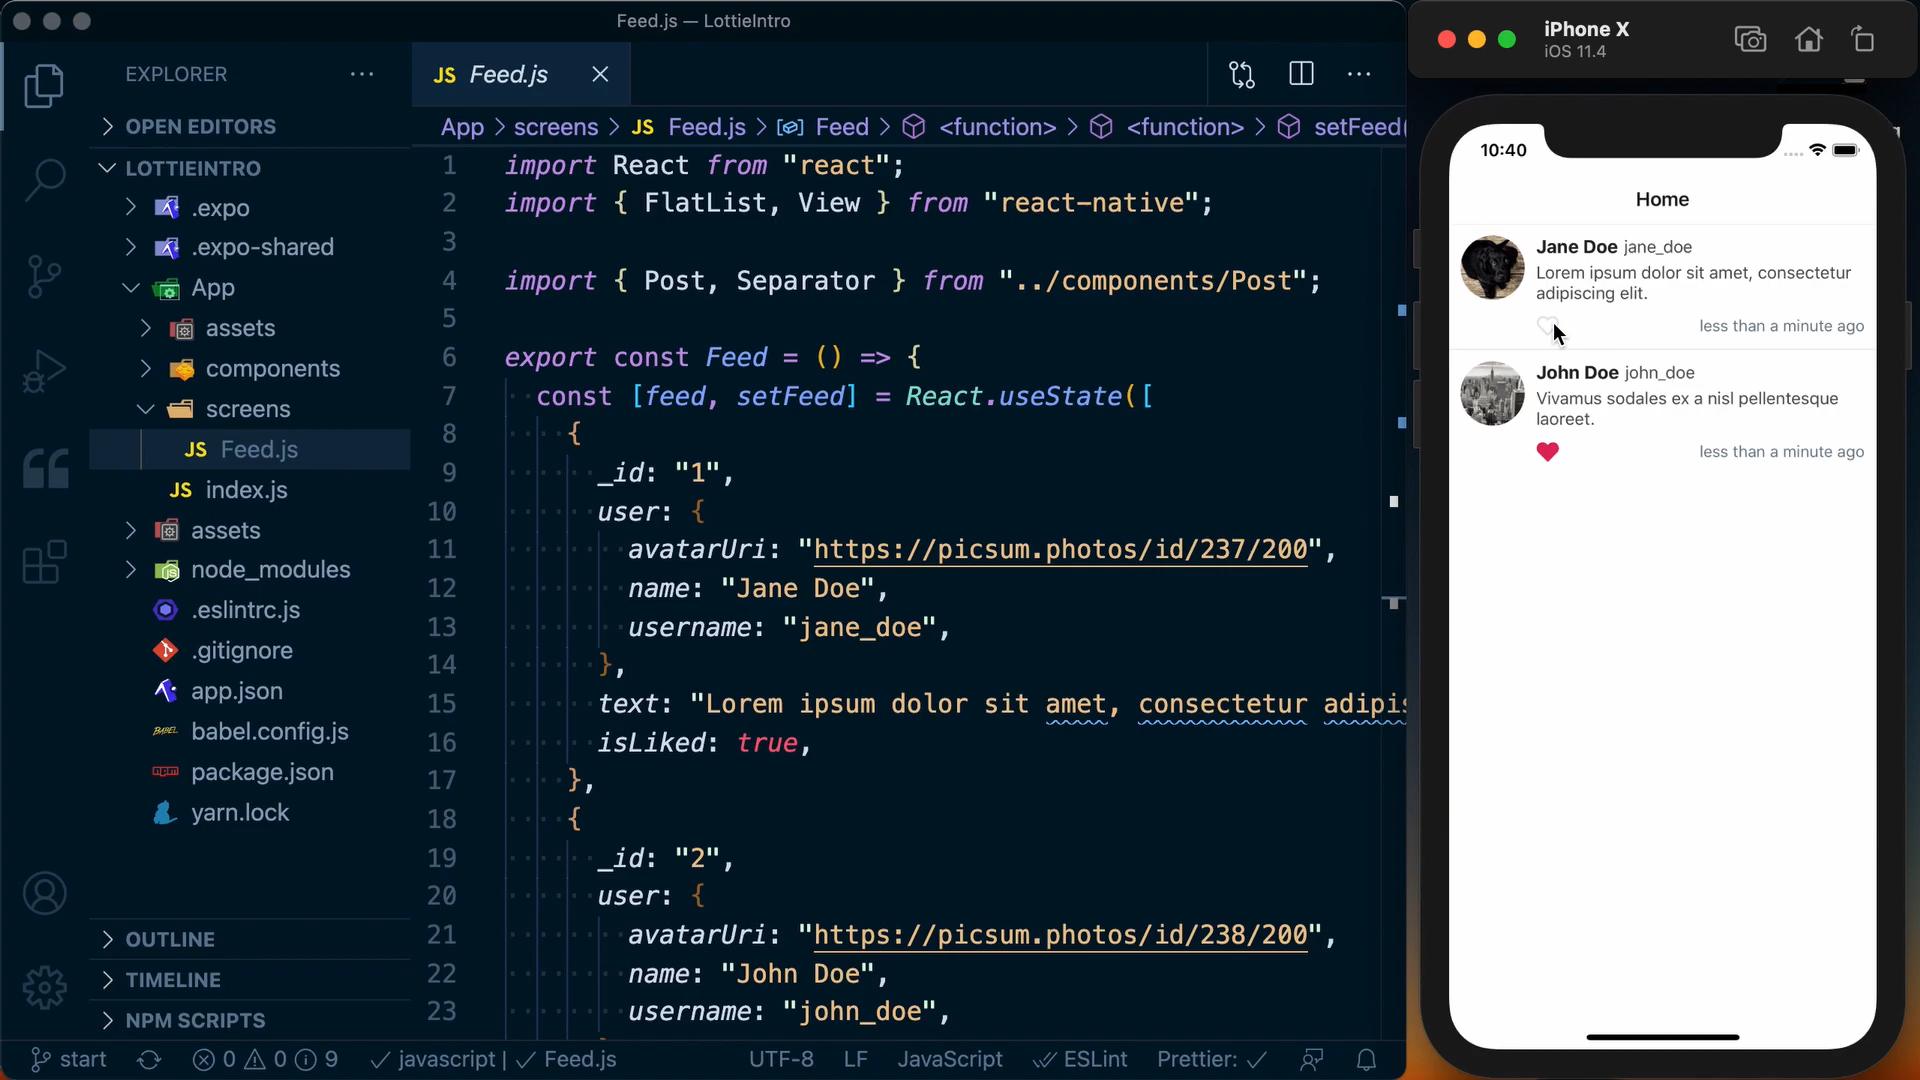 Feed.js — LottieIntro
EXPLORER
OPEN EDITORS
LOTTIEINTRO
.expo
.expo-shared
App
assets
components
screens
JS Feed.js
JS index.js
assets
node_modules
.eslintrc.js
.gitignore
app.json
BABEL babel.config.js
npm package.json
yarn.lock
OUTLINE
TIMELINE
NPM SCRIPTS
JS Feed.js
App > screens > JS Feed.js > Feed > <function> > <function> > setFeed(
1 import React from "react";
2 import { FlatList, View } from "react-native";
3
4 import { Post, Separator } from "../components/Post";
5
6 export const Feed = () => {
7 const [feed, setFeed] = React.useState([
8 {
9 _id: "1",
10 user: {
11 avatarUri: "https://picsum.photos/id/237/200",
12 name: "Jane Doe",
13 username: "jane_doe",
14 },
15 text: "Lorem ipsum dolor sit amet, consectetur adipis
16 isLiked: true,
17 },
18 {
19 _id: "2",
20 user: {
21 avatarUri: "https://picsum.photos/id/238/200",
22 name: "John Doe",
23 username: "john_doe",
start 0 0 9 javascript | Feed.js UTF-8 LF JavaScript ESLint Prettier:
iPhone X
iOS 11.4
10:40
Home
Jane Doe jane_doe
Lorem ipsum dolor sit amet, consectetur
adipiscing elit.
less than a minute ago
John Doe john_doe
Vivamus sodales ex a nisl pellentesque
laoreet.
less than a minute ago